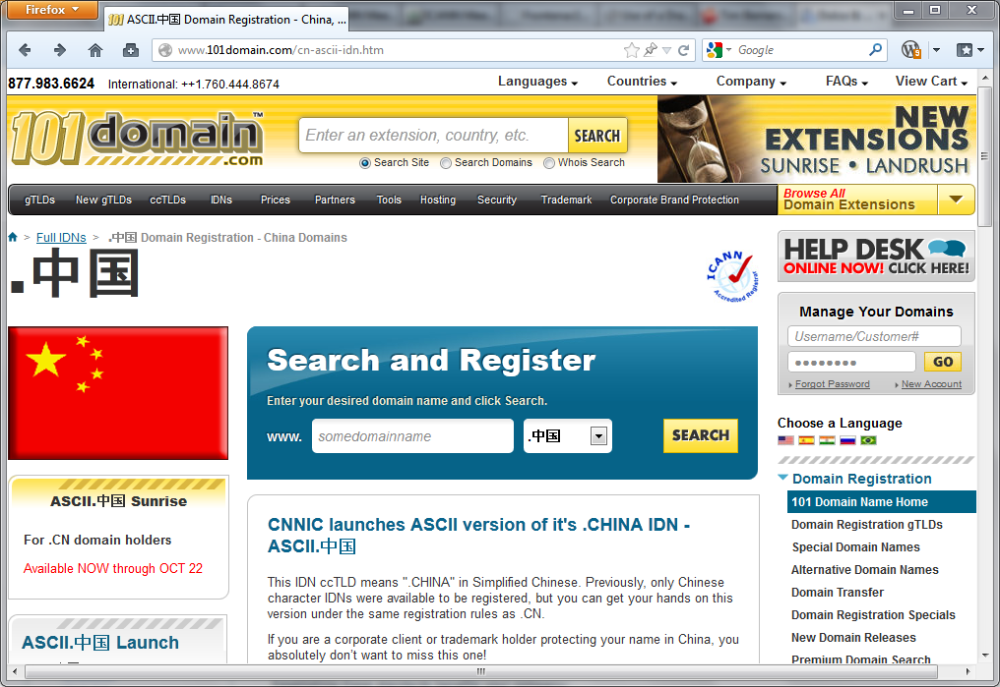 Firefox
101 ASCII.中国 Domain Registration - China, ...
www.101domain.com/cn-ascii-idn.htm
Google
877.983.6624 International: ++1.760.444.8674
Languages Countries Company FAQs View Cart
101domain™.com
Enter an extension, country, etc. SEARCH
Search Site Search Domains Whois Search
NEW
EXTENSIONS
SUNRISE • LANDRUSH
gTLDs New gTLDs ccTLDs IDNs Prices Partners Tools Hosting Security Trademark Corporate Brand Protection
Browse All
Domain Extensions
> Full IDNs > .中国 Domain Registration - China Domains
.中国
ICANN
Accredited Registrar
Search and Register
Enter your desired domain name and click Search.
www. somedomainname .中国 SEARCH
ASCII.中国 Sunrise
For .CN domain holders
Available NOW through OCT 22
ASCII.中国 Launch
CNNIC launches ASCII version of it's .CHINA IDN -
ASCII.中国
This IDN ccTLD means ".CHINA" in Simplified Chinese. Previously, only Chinese
character IDNs were available to be registered, but you can get your hands on this
version under the same registration rules as .CN.
If you are a corporate client or trademark holder protecting your name in China, you
absolutely don't want to miss this one!
HELP DESK
ONLINE NOW! CLICK HERE!
Manage Your Domains
Username/Customer#
GO
Forgot Password New Account
Choose a Language
Domain Registration
101 Domain Name Home
Domain Registration gTLDs
Special Domain Names
Alternative Domain Names
Domain Transfer
Domain Registration Specials
New Domain Releases
Premium Domain Search